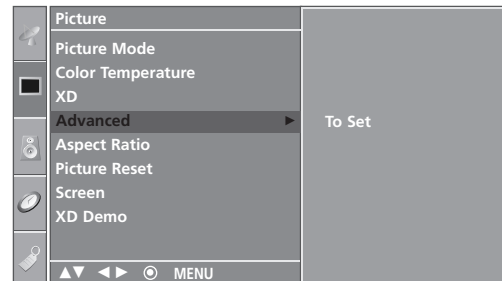 Picture
Picture Mode
Color Temperature
XD
Advanced ► To Set
Aspect Ratio
Picture Reset
Screen
XD Demo
▲▼ ◄► ◉ MENU